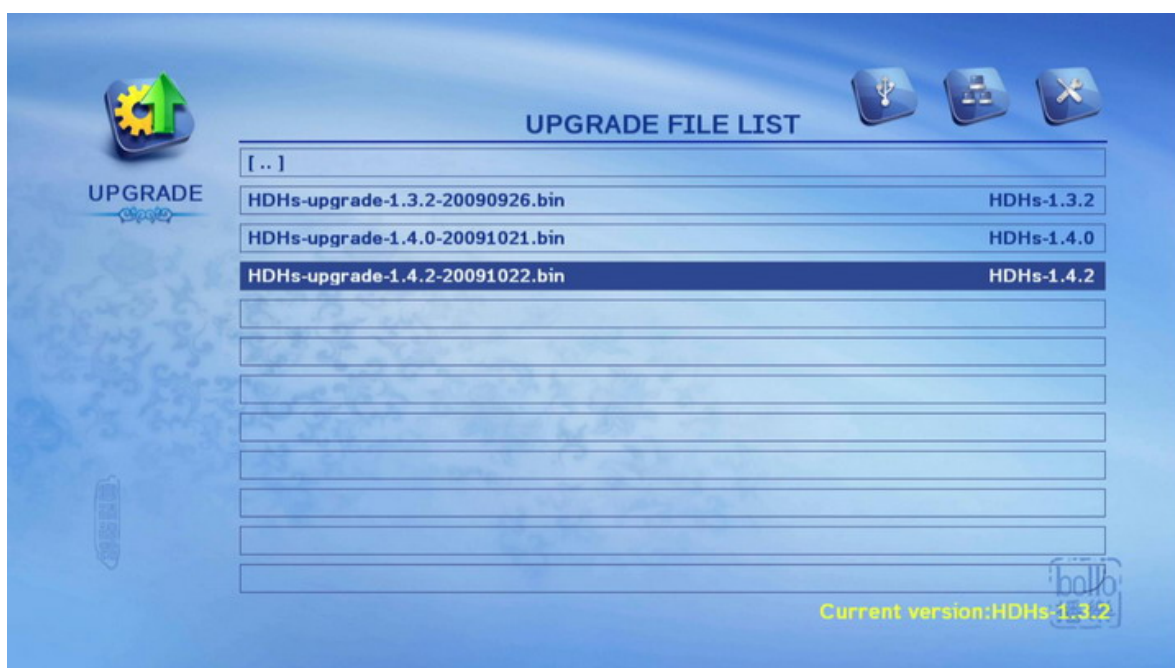 UPGRADE FILE LIST
UPGRADE
[ .. ]
HDHs-upgrade-1.3.2-20090926.bin HDHs-1.3.2
HDHs-upgrade-1.4.0-20091021.bin HDHs-1.4.0
HDHs-upgrade-1.4.2-20091022.bin HDHs-1.4.2
bollo
Current version:HDHs-1.3.2